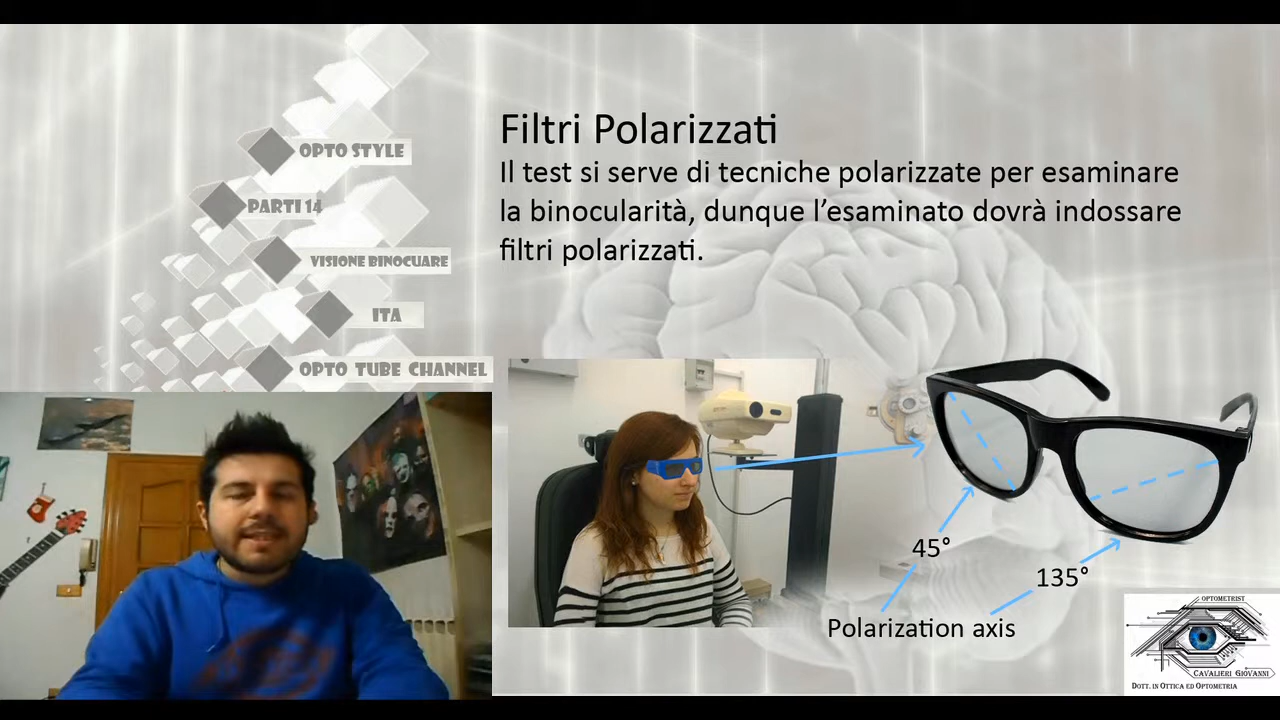 OPTO STYLE
PARTI 14
VISIONE BINOCUARE
ITA
OPTO TUBE CHANNEL
Filtri Polarizzati
Il test si serve di tecniche polarizzate per esaminare
la binocularità, dunque l’esaminato dovrà indossare
filtri polarizzati.
45°
135°
Polarization axis
OPTOMETRIST
CAVALIERI GIOVANNI
DOTT. IN OTTICA ED OPTOMETRIA